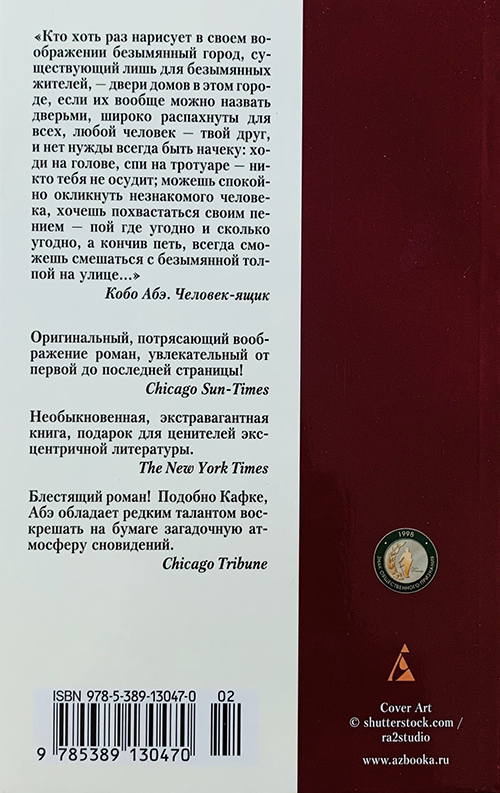 «Кто хоть раз нарисует в своем во-
ображении безымянный город, су-
ществующий лишь для безымянных
жителей, — двери домов в этом горо-
де, если их вообще можно назвать
дверьми, широко распахнуты для
всех, любой человек — твой друг,
и нет нужды всегда быть начеку: хо-
ди на голове, спи на тротуаре — ни-
кто тебя не осудит; можешь спокой-
но окликнуть незнакомого челове-
ка, хочешь похвастаться своим пе-
нием — пой где угодно и сколько
угодно, а кончив петь, всегда смо-
жешь смешаться с безымянной тол-
пой на улице...»
Кобо Абэ. Человек-ящик
Оригинальный, потрясающий вооб-
ражение роман, увлекательный от
первой до последней страницы!
Chicago Sun-Times
Необыкновенная, экстравагантная
книга, подарок для ценителей экс-
центричной литературы.
The New York Times
Блестящий роман! Подобно Кафке,
Абэ обладает редким талантом вос-
крешать на бумаге загадочную ат-
мосферу сновидений.
Chicago Tribune
1998
ЗНАК ОБЩЕСТВЕННОГО ПРИЗНАНИЯ
ISBN 978-5-389-13047-0 02
9 785389 130470
Cover Art
© shutterstock.com /
ra2studio
www.azbooka.ru